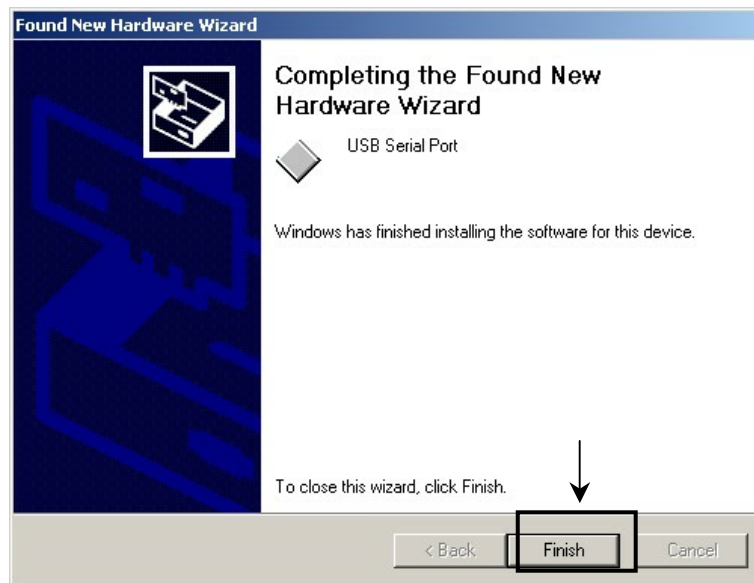 Found New Hardware Wizard
Completing the Found New
Hardware Wizard
USB Serial Port
Windows has finished installing the software for this device.
To close this wizard, click Finish.
< Back
Finish
Cancel